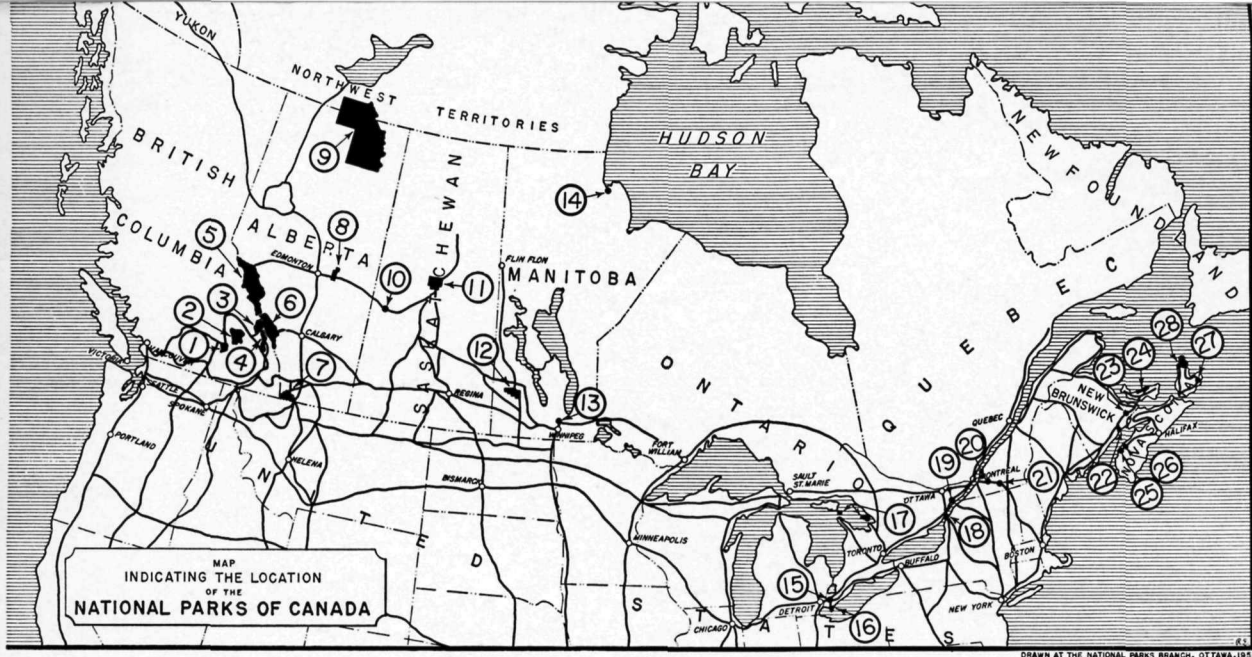 YUKON
NORTHWEST
TERRITORIES
HUDSON
BAY
NEWFOUNDLAND
BRITISH
COLUMBIA
ALBERTA
SASKATCHEWAN
MANITOBA
ONTARIO
QUEBEC
NEW
BRUNSWICK
NOVA SCOTIA
UNITED STATES
9
14
8
5
EDMONTON
FLIN FLON
10
11
3
6
2
1
4
CALGARY
VANCOUVER
VICTORIA
SEATTLE
SPOKANE
7
12
REGINA
13
WINNIPEG
PORTLAND
HELENA
BISMARCK
FORT
WILLIAM
SAULT
ST. MARIE
MINNEAPOLIS
28
27
24
23
QUEBEC
20
19
MONTREAL
21
OTTAWA
17
18
HALIFAX
22
26
25
TORONTO
BUFFALO
BOSTON
15
DETROIT
NEW YORK
CHICAGO
16
MAP
INDICATING THE LOCATION
OF THE
NATIONAL PARKS OF CANADA
DRAWN AT THE NATIONAL PARKS BRANCH, OTTAWA, 195